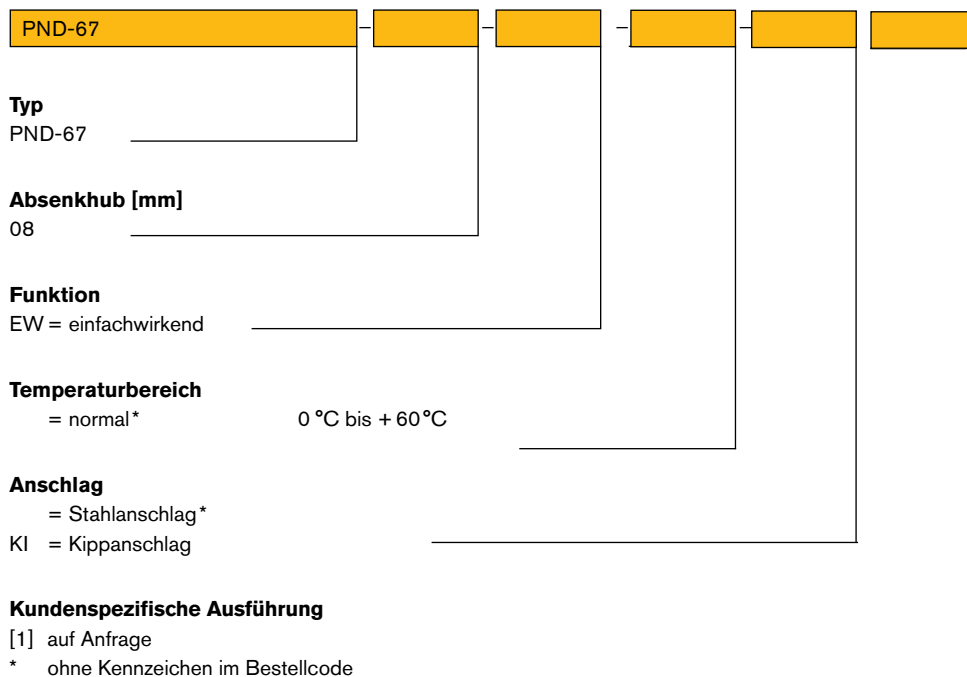 PND-67 - - - -
Typ
PND-67
Absenkhub [mm]
08
Funktion
EW = einfachwirkend
Temperaturbereich
= normal* 0 °C bis + 60 °C
Anschlag
= Stahlanschlag*
KI = Kippanschlag
Kundenspezifische Ausführung
[1] auf Anfrage
* ohne Kennzeichen im Bestellcode